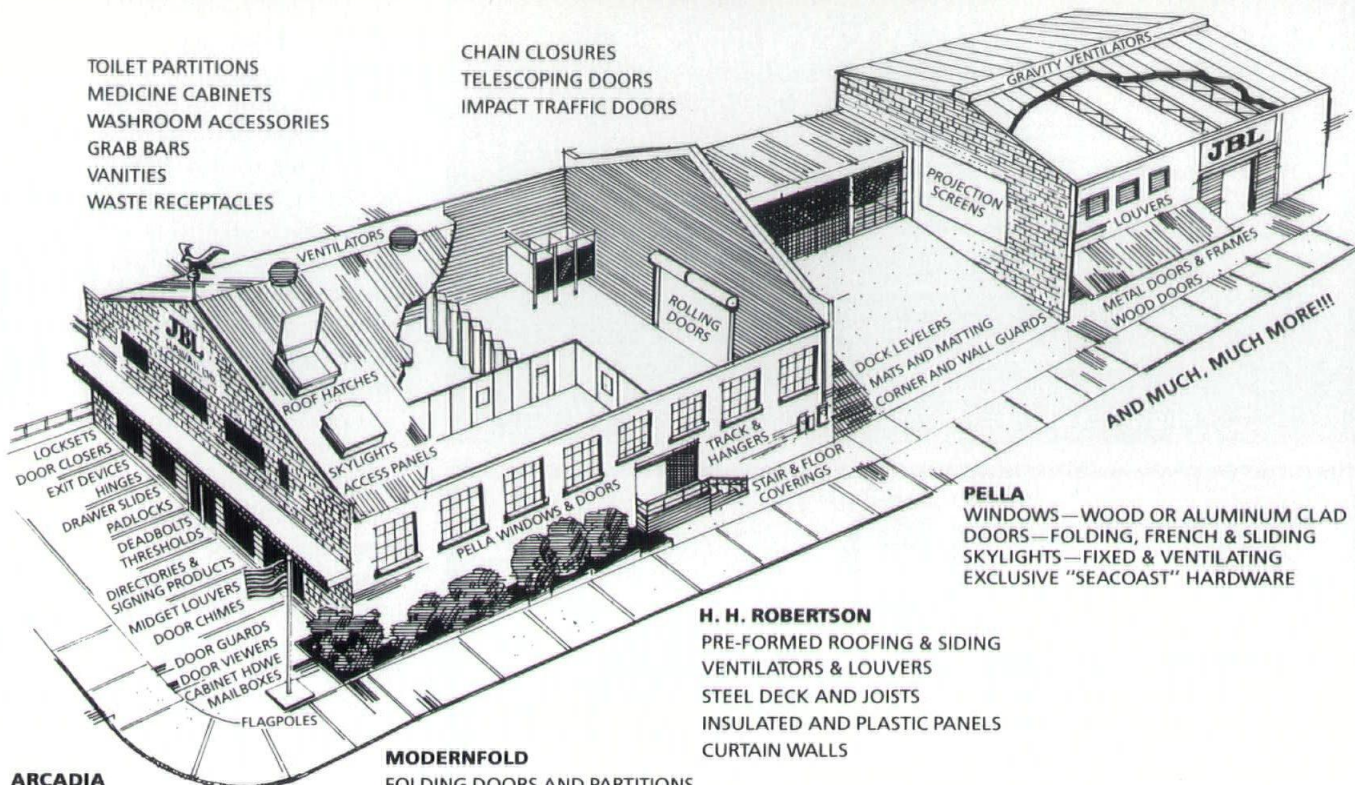 TOILET PARTITIONS
MEDICINE CABINETS
WASHROOM ACCESSORIES
GRAB BARS
VANITIES
WASTE RECEPTACLES
CHAIN CLOSURES
TELESCOPING DOORS
IMPACT TRAFFIC DOORS
GRAVITY VENTILATORS
JBL
PROJECTION
SCREENS
LOUVERS
METAL DOORS & FRAMES
WOOD DOORS
VENTILATORS
ROLLING
DOORS
JBL
HAWAII, LTD.
ROOF HATCHES
SKYLIGHTS
ACCESS PANELS
DOCK LEVELERS
MATS AND MATTING
CORNER AND WALL GUARDS
AND MUCH, MUCH MORE!!!
TRACK &
HANGERS
STAIR & FLOOR
COVERINGS
PELLA WINDOWS & DOORS
LOCKSETS
DOOR CLOSERS
EXIT DEVICES
HINGES
DRAWER SLIDES
PADLOCKS
DEADBOLTS
THRESHOLDS
DIRECTORIES &
SIGNING PRODUCTS
MIDGET LOUVERS
DOOR CHIMES
DOOR GUARDS
DOOR VIEWERS
CABINET HDWE
MAILBOXES
FLAGPOLES
PELLA
WINDOWS—WOOD OR ALUMINUM CLAD
DOORS—FOLDING, FRENCH & SLIDING
SKYLIGHTS—FIXED & VENTILATING
EXCLUSIVE "SEACOAST" HARDWARE
H. H. ROBERTSON
PRE-FORMED ROOFING & SIDING
VENTILATORS & LOUVERS
STEEL DECK AND JOISTS
INSULATED AND PLASTIC PANELS
CURTAIN WALLS
MODERNFOLD
FOLDING DOORS AND PARTITIONS
ARCADIA